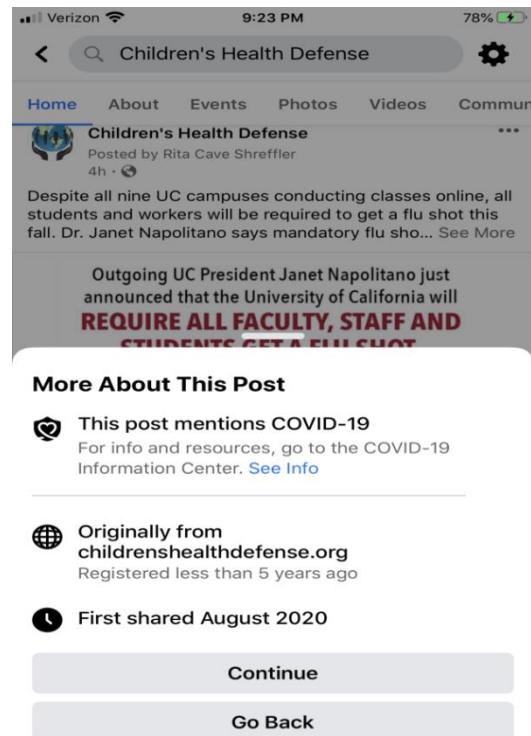 Verizon 9:23 PM 78%
Children's Health Defense
Home About Events Photos Videos Commun
Children's Health Defense
Posted by Rita Cave Shreffler
4h ·
Despite all nine UC campuses conducting classes online, all
students and workers will be required to get a flu shot this
fall. Dr. Janet Napolitano says mandatory flu sho... See More
Outgoing UC President Janet Napolitano just
announced that the University of California will
REQUIRE ALL FACULTY, STAFF AND
STUDENTS GET A FLU SHOT
More About This Post
This post mentions COVID-19
For info and resources, go to the COVID-19
Information Center. See Info
Originally from
childrenshealthdefense.org
Registered less than 5 years ago
First shared August 2020
Continue
Go Back